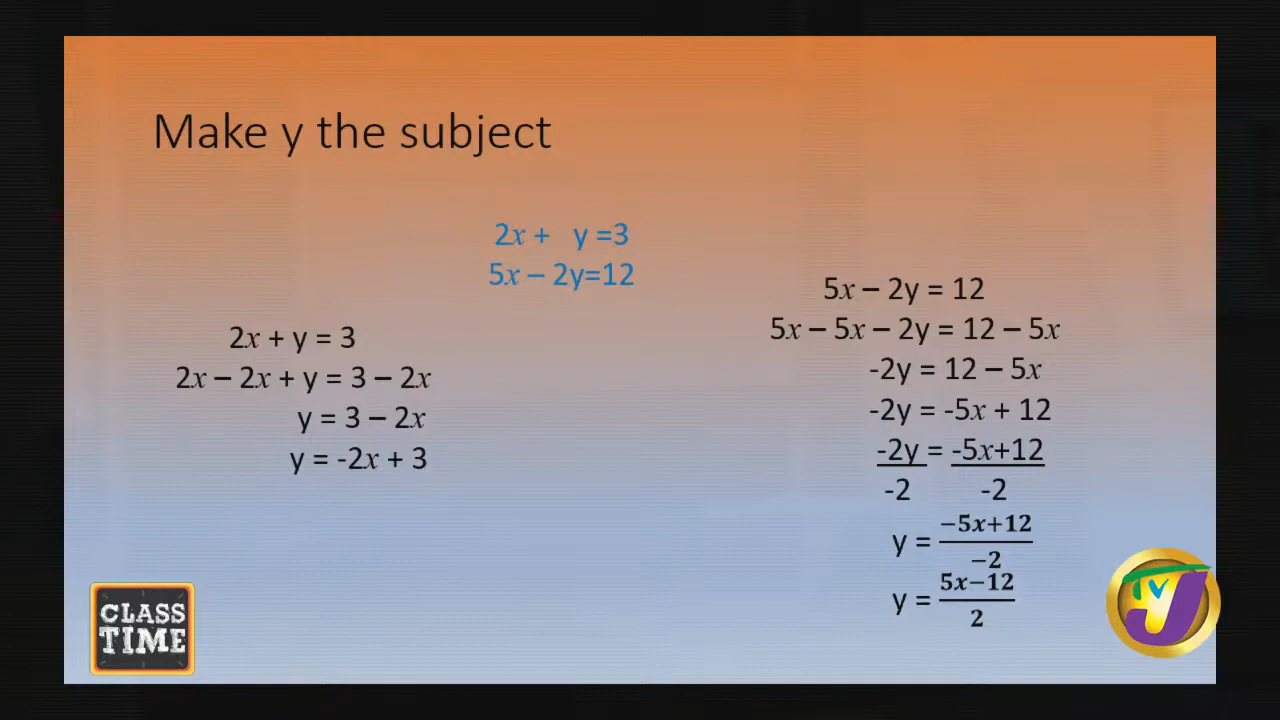 Make y the subject
2x + y =3
5x – 2y=12
2x + y = 3
2x – 2x + y = 3 – 2x
y = 3 – 2x
y = -2x + 3
5x – 2y = 12
5x – 5x – 2y = 12 – 5x
-2y = 12 – 5x
-2y = -5x + 12
-2y = -5x+12
-2 -2
y = −5x+12
−2
y = 5x−12
2
CLASS
TIME
TVJ